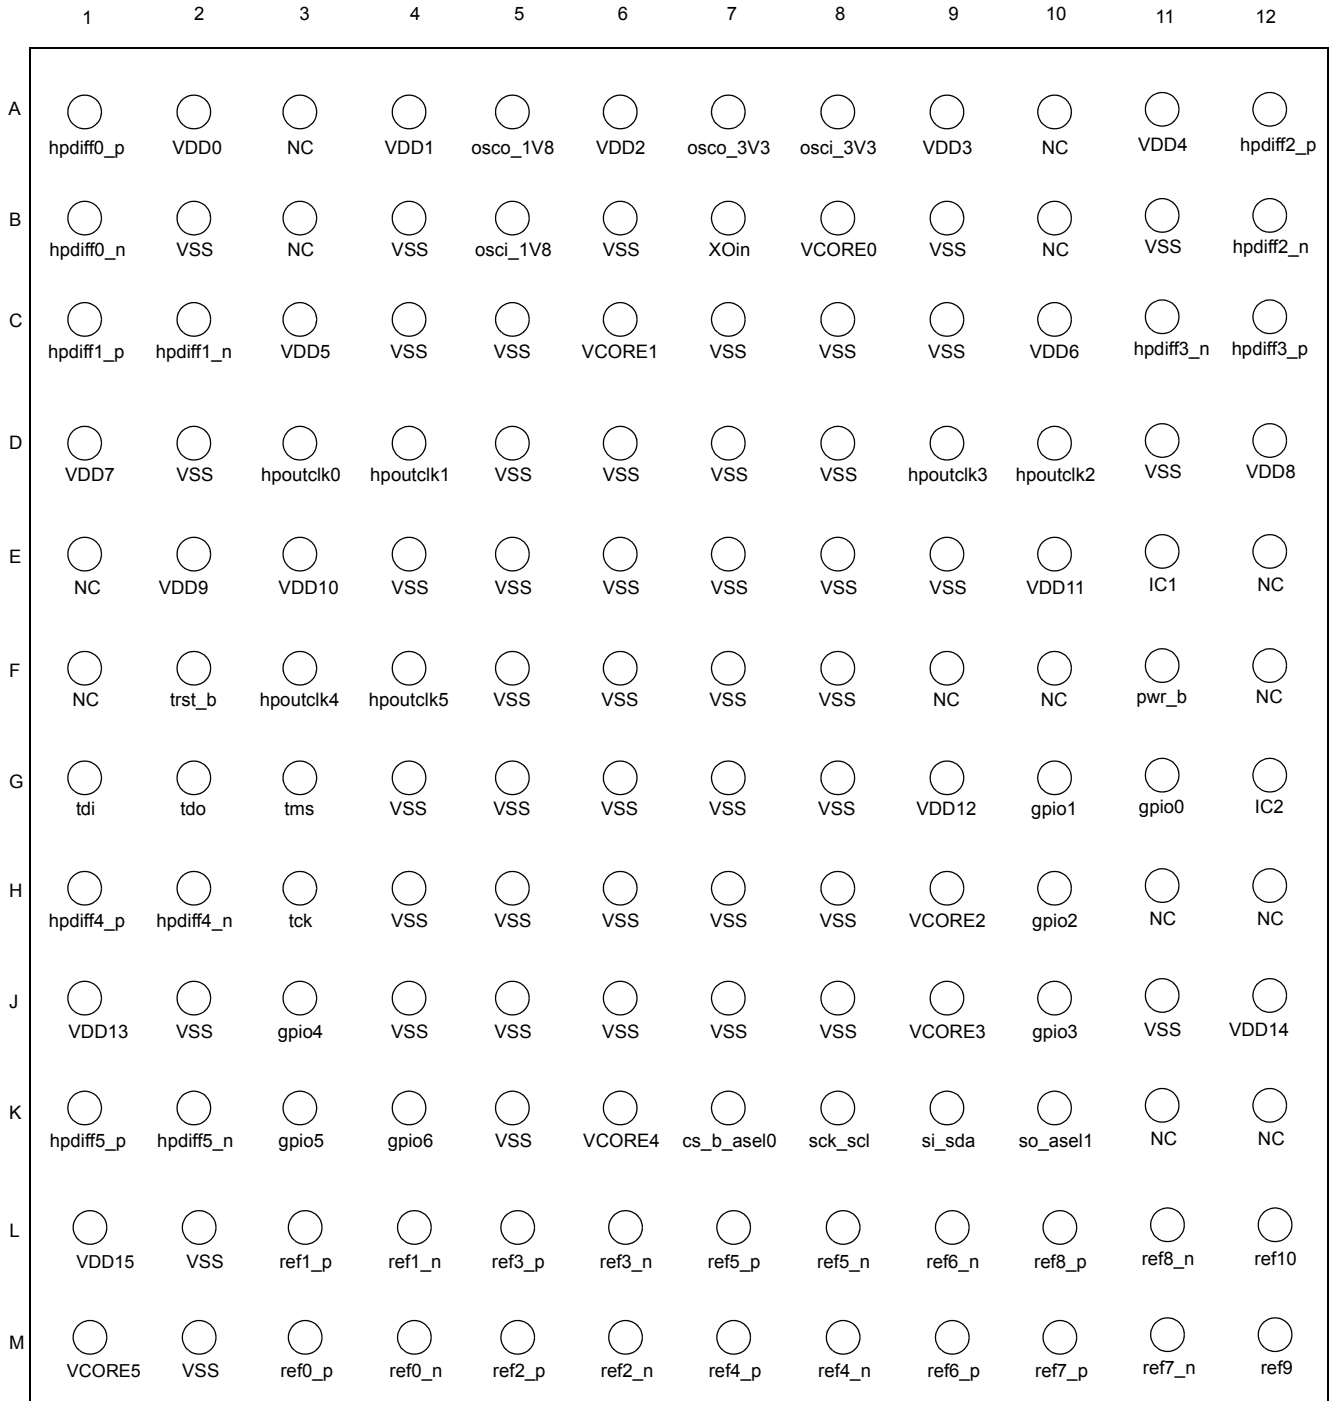 1 2 3 4 5 6 7 8 9 10 11 12
A
hpdiff0_p VDD0 NC VDD1 osco_1V8 VDD2 osco_3V3 osci_3V3 VDD3 NC VDD4 hpdiff2_p
B
hpdiff0_n VSS NC VSS osci_1V8 VSS XOin VCORE0 VSS NC VSS hpdiff2_n
C
hpdiff1_p hpdiff1_n VDD5 VSS VSS VCORE1 VSS VSS VSS VDD6 hpdiff3_n hpdiff3_p
D
VDD7 VSS hpoutclk0 hpoutclk1 VSS VSS VSS VSS hpoutclk3 hpoutclk2 VSS VDD8
E
NC VDD9 VDD10 VSS VSS VSS VSS VSS VSS VDD11 IC1 NC
F
NC trst_b hpoutclk4 hpoutclk5 VSS VSS VSS VSS NC NC pwr_b NC
G
tdi tdo tms VSS VSS VSS VSS VSS VDD12 gpio1 gpio0 IC2
H
hpdiff4_p hpdiff4_n tck VSS VSS VSS VSS VSS VCORE2 gpio2 NC NC
J
VDD13 VSS gpio4 VSS VSS VSS VSS VSS VCORE3 gpio3 VSS VDD14
K
hpdiff5_p hpdiff5_n gpio5 gpio6 VSS VCORE4 cs_b_asel0 sck_scl si_sda so_asel1 NC NC
L
VDD15 VSS ref1_p ref1_n ref3_p ref3_n ref5_p ref5_n ref6_n ref8_p ref8_n ref10
M
VCORE5 VSS ref0_p ref0_n ref2_p ref2_n ref4_p ref4_n ref6_p ref7_p ref7_n ref9